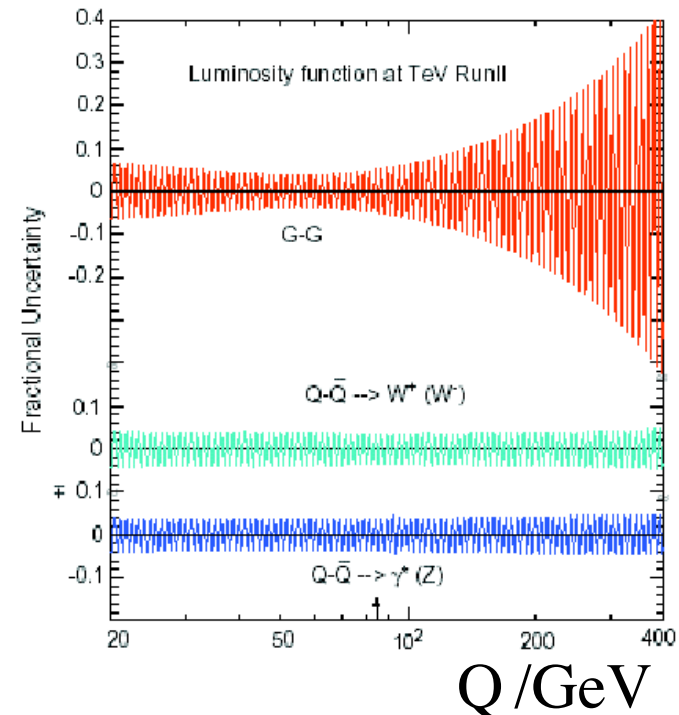 0.4
Luminosity function at TeV RunII
0.3
0.2
0.1
0
-0.1
G-G
-0.2
Fractional Uncertainty
Q-Q̄ --> W⁺ (W⁻)
0.1
0
± 0.1
0
-0.1
Q-Q̄ --> γ* (Z)
20 50 10² 200 400
Q /GeV